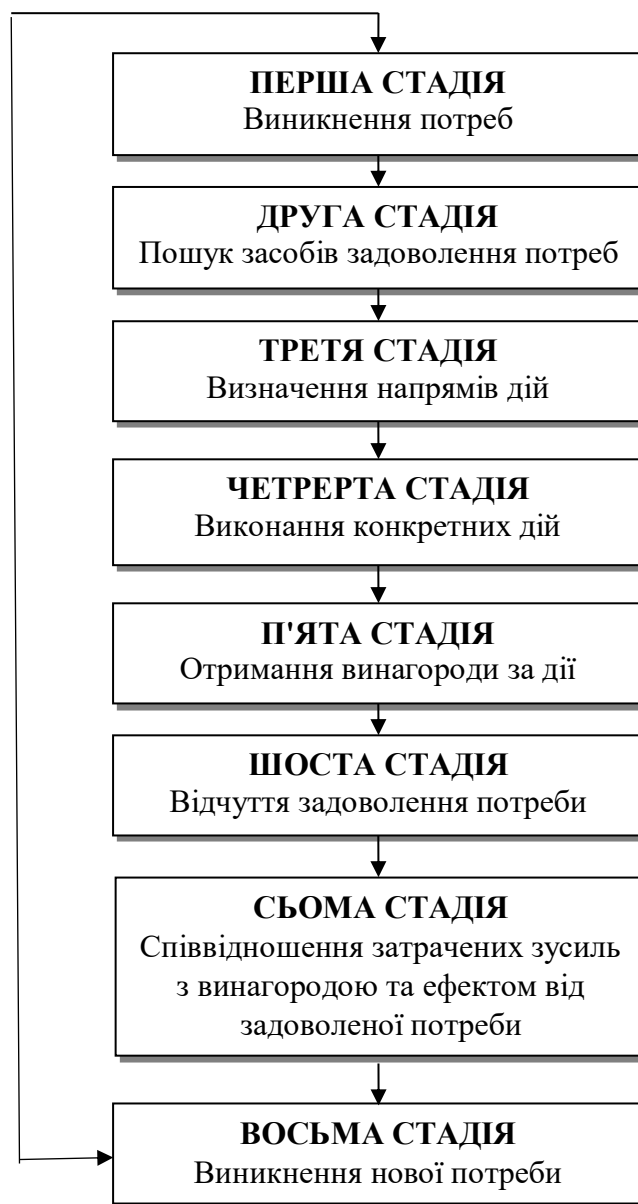 ПЕРША СТАДІЯ
Виникнення потреб
ДРУГА СТАДІЯ
Пошук засобів задоволення потреб
ТРЕТЯ СТАДІЯ
Визначення напрямів дій
ЧЕТРЕРТА СТАДІЯ
Виконання конкретних дій
П'ЯТА СТАДІЯ
Отримання винагороди за дії
ШОСТА СТАДІЯ
Відчуття задоволення потреби
СЬОМА СТАДІЯ
Співвідношення затрачених зусиль
з винагородою та ефектом від
задоволеної потреби
ВОСЬМА СТАДІЯ
Виникнення нової потреби